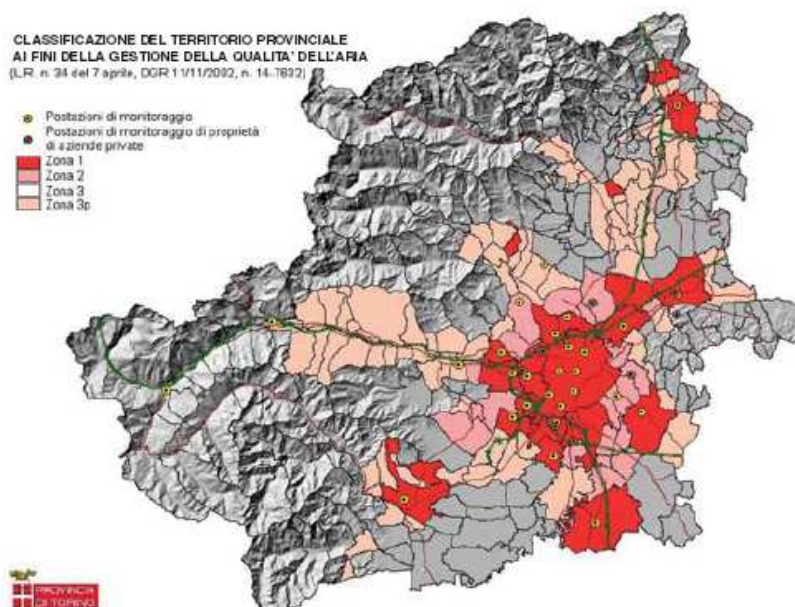 CLASSIFICAZIONE DEL TERRITORIO PROVINCIALE
AI FINI DELLA GESTIONE DELLA QUALITA' DELL'ARIA
(L.R. n. 34 del 7 aprile, DGR 11/11/2002, n. 14-7632)
Postazioni di monitoraggio
Postazioni di monitoraggio di proprietà
di aziende private
Zona 1
Zona 2
Zona 3
Zona 3p
PROVINCIA
DI TORINO